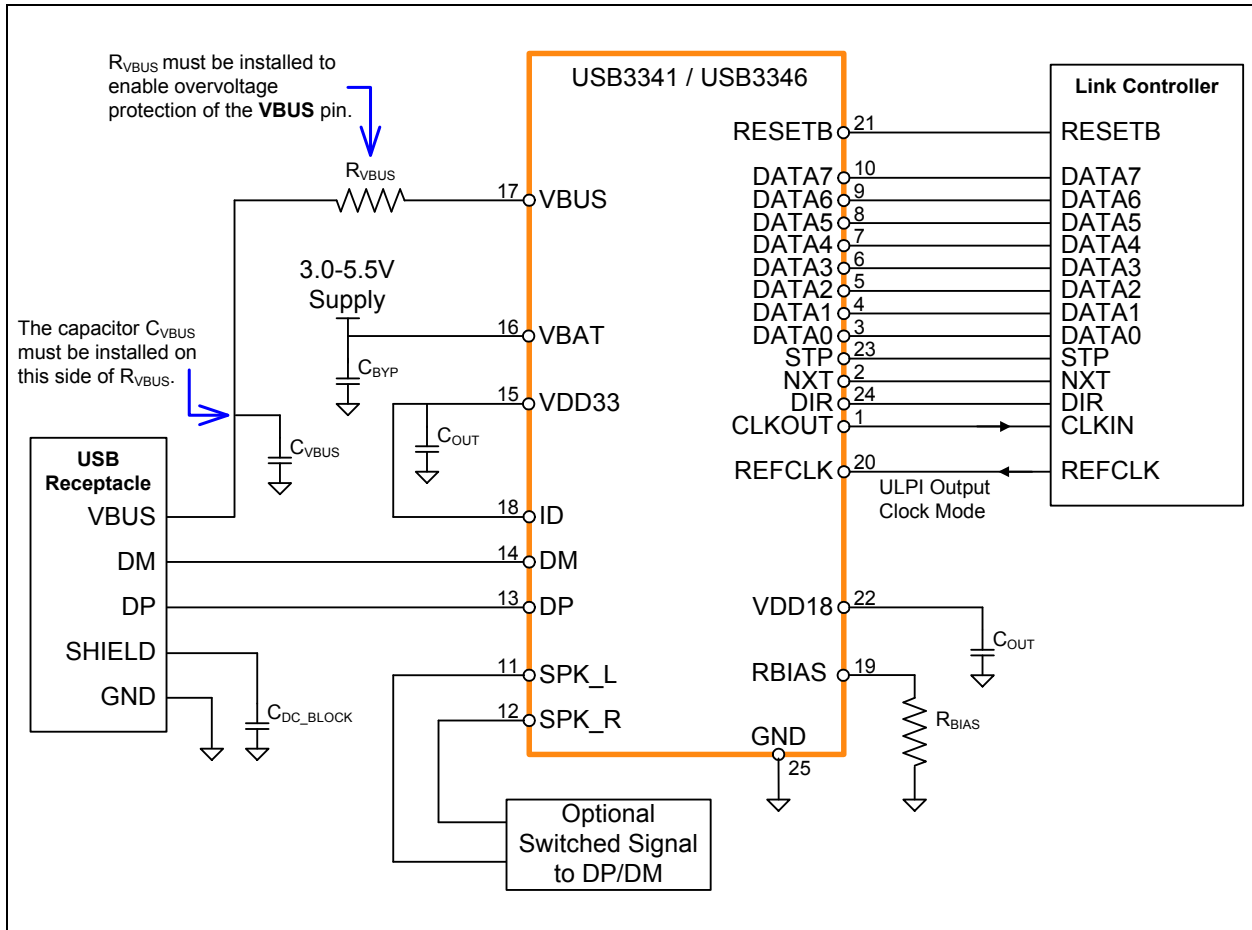 R_VBUS must be installed to
enable overvoltage
protection of the VBUS pin.
R_VBUS
3.0-5.5V
Supply
The capacitor C_VBUS
must be installed on
this side of R_VBUS.
C_BYP
C_OUT
C_VBUS
USB
Receptacle
VBUS
DM
DP
SHIELD
GND
C_DC_BLOCK
USB3341 / USB3346
17 VBUS
16 VBAT
15 VDD33
18 ID
14 DM
13 DP
11 SPK_L
12 SPK_R
RESETB 21
DATA7 10
DATA6 9
DATA5 8
DATA4 7
DATA3 6
DATA2 5
DATA1 4
DATA0 3
STP 23
NXT 2
DIR 24
CLKOUT 1
REFCLK 20
ULPI Output
Clock Mode
VDD18 22
C_OUT
RBIAS 19
R_BIAS
GND
25
Optional
Switched Signal
to DP/DM
Link Controller
RESETB
DATA7
DATA6
DATA5
DATA4
DATA3
DATA2
DATA1
DATA0
STP
NXT
DIR
CLKIN
REFCLK